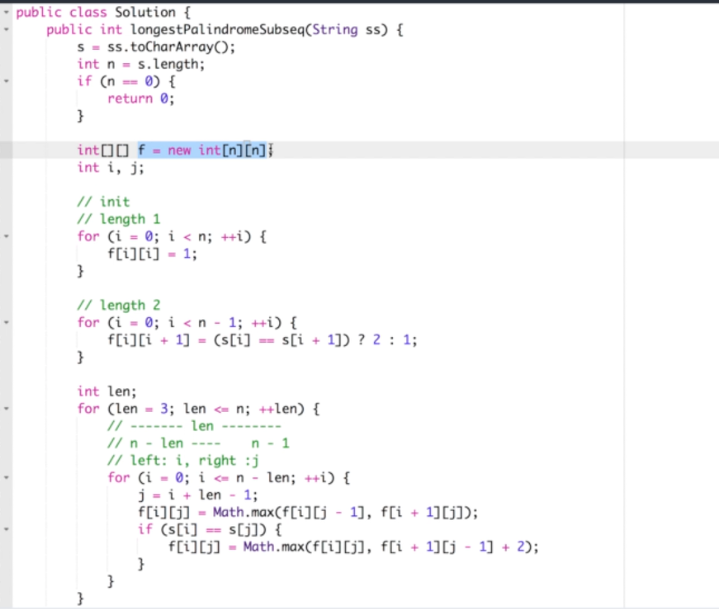 public class Solution {
    public int longestPalindromeSubseq(String ss) {
        s = ss.toCharArray();
        int n = s.length;
        if (n == 0) {
            return 0;
        }

        int[][] f = new int[n][n];
        int i, j;

        // init
        // length 1
        for (i = 0; i < n; ++i) {
            f[i][i] = 1;
        }

        // length 2
        for (i = 0; i < n - 1; ++i) {
            f[i][i + 1] = (s[i] == s[i + 1]) ? 2 : 1;
        }

        int len;
        for (len = 3; len <= n; ++len) {
            // ------- len --------
            // n - len ----    n - 1
            // left: i, right :j
            for (i = 0; i <= n - len; ++i) {
                j = i + len - 1;
                f[i][j] = Math.max(f[i][j - 1], f[i + 1][j]);
                if (s[i] == s[j]) {
                    f[i][j] = Math.max(f[i][j], f[i + 1][j - 1] + 2);
                }
            }
        }